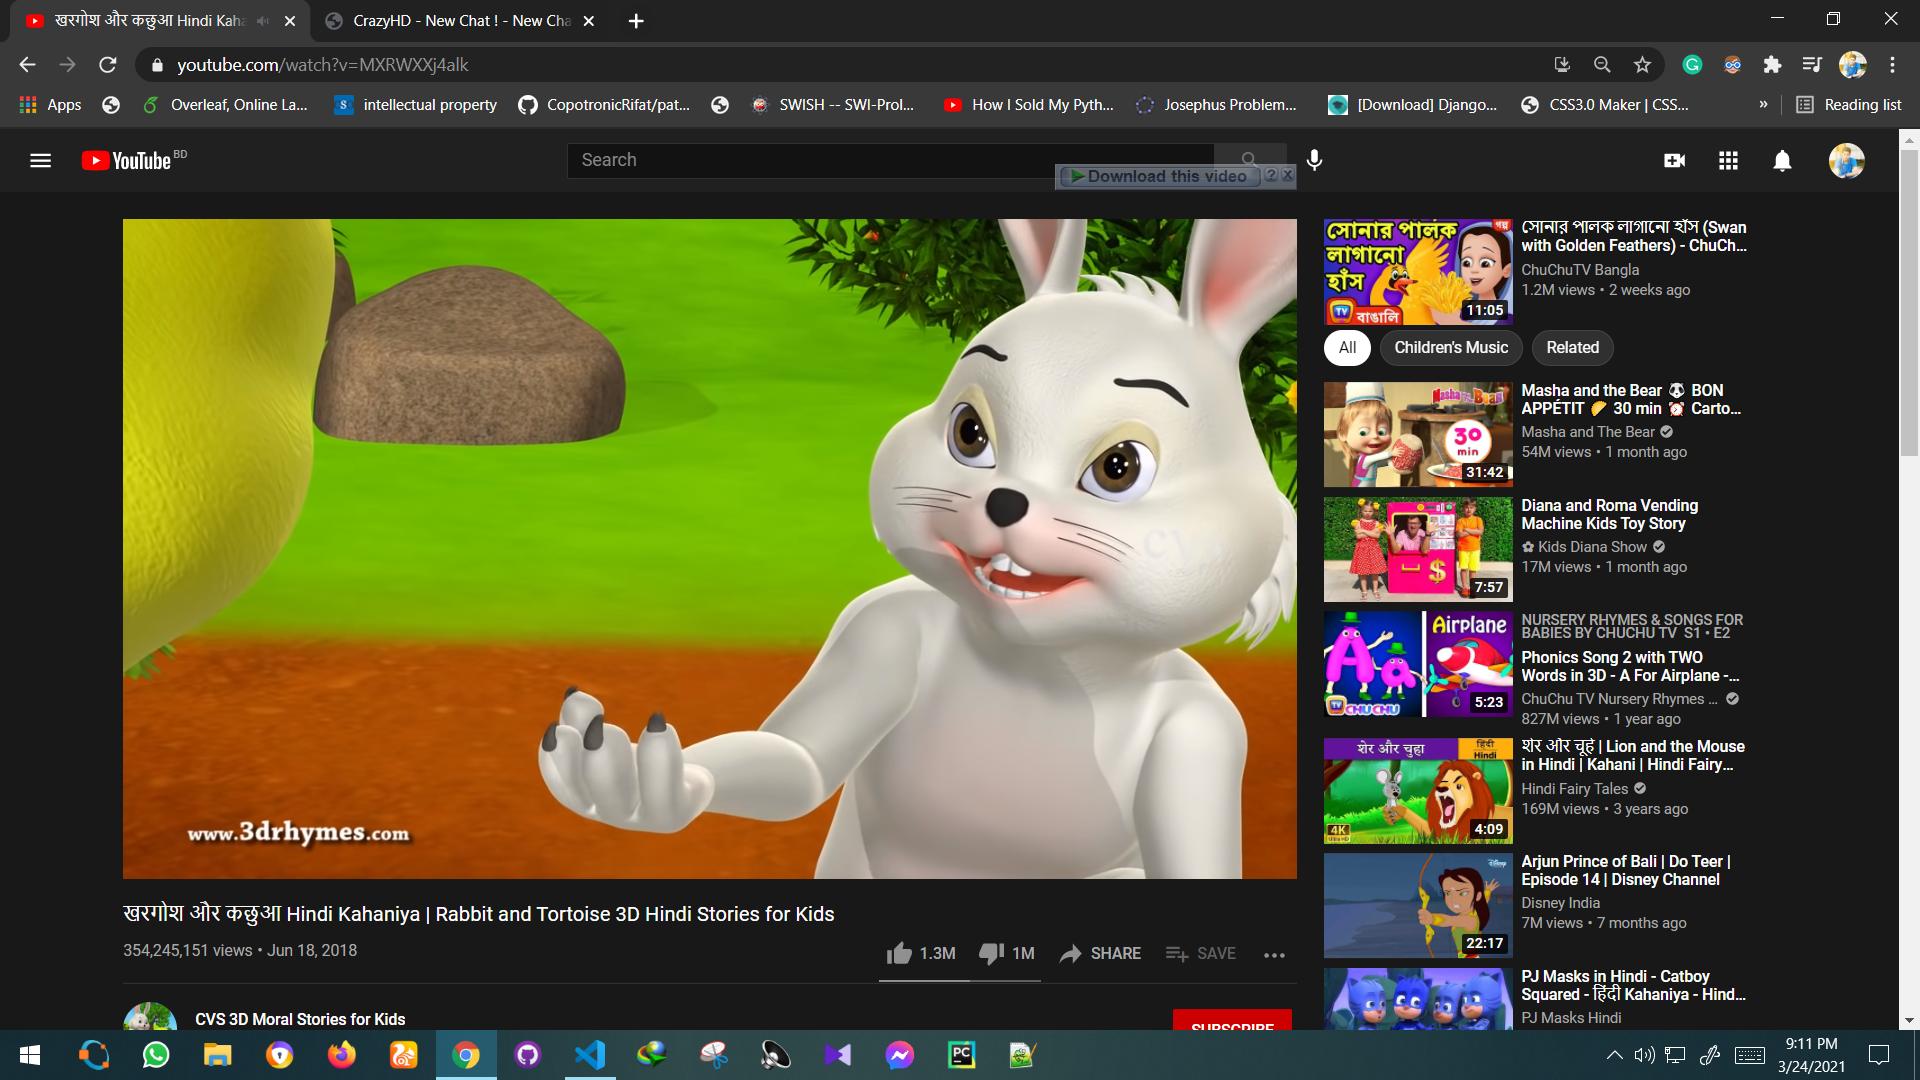 खरगोश और कछुआ Hindi Kaha
CrazyHD - New Chat ! - New Cha
youtube.com/watch?v=MXRWXXj4alk
Apps
Overleaf, Online La...
intellectual property
CopotronicRifat/pat...
SWISH -- SWI-Prol...
How I Sold My Pyth...
Josephus Problem...
[Download] Django...
CSS3.0 Maker | CSS...
»
Reading list
YouTube BD
Search
Download this video ? X
www.3drhymes.com
খরगোश और कछुआ Hindi Kahaniya | Rabbit and Tortoise 3D Hindi Stories for Kids
354,245,151 views • Jun 18, 2018
1.3M
1M
SHARE
SAVE
CVS 3D Moral Stories for Kids
SUBSCRIBE
সোনার পালক
লাগানো
হাঁস
গল্প
TV বাঙালি
11:05
সোনার পালক লাগানো হাঁস (Swan
with Golden Feathers) - ChuCh...
ChuChuTV Bangla
1.2M views • 2 weeks ago
All
Children's Music
Related
Masha and the Bear
30
min
31:42
Masha and the Bear 🐼 BON
APPÉTIT 🌮 30 min ⏰ Carto...
Masha and The Bear
54M views • 1 month ago
$
7:57
Diana and Roma Vending
Machine Kids Toy Story
✿ Kids Diana Show
17M views • 1 month ago
Airplane
Aa
TV CHUCHU
5:23
NURSERY RHYMES & SONGS FOR
BABIES BY CHUCHU TV S1 • E2
Phonics Song 2 with TWO
Words in 3D - A For Airplane -...
ChuChu TV Nursery Rhymes ...
827M views • 1 year ago
शेर और चुहा
हिंदी
Hindi
4K
4:09
शेर और चूहे | Lion and the Mouse
in Hindi | Kahani | Hindi Fairy...
Hindi Fairy Tales
169M views • 3 years ago
Disney
22:17
Arjun Prince of Bali | Do Teer |
Episode 14 | Disney Channel
Disney India
7M views • 7 months ago
PJ Masks in Hindi - Catboy
Squared - हिंदी Kahaniya - Hind...
PJ Masks Hindi
PC
9:11 PM
3/24/2021